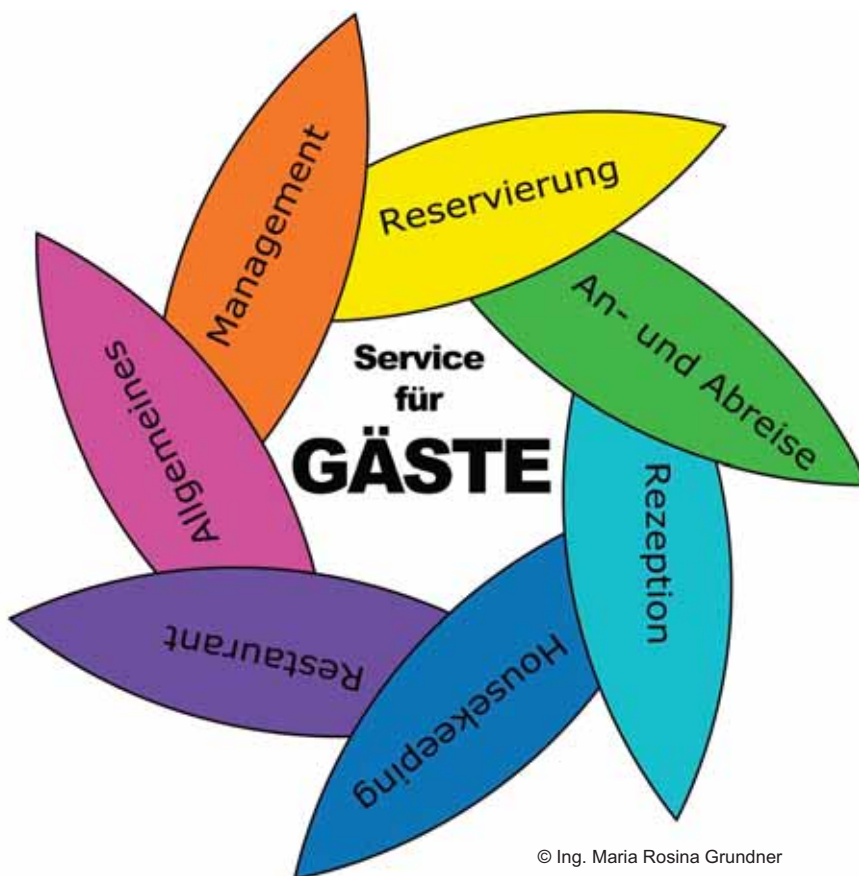 Management
Reservierung
An- und Abreise
Rezeption
Housekeeping
Restaurant
Allgemeines
Service
für
GÄSTE
© Ing. Maria Rosina Grundner